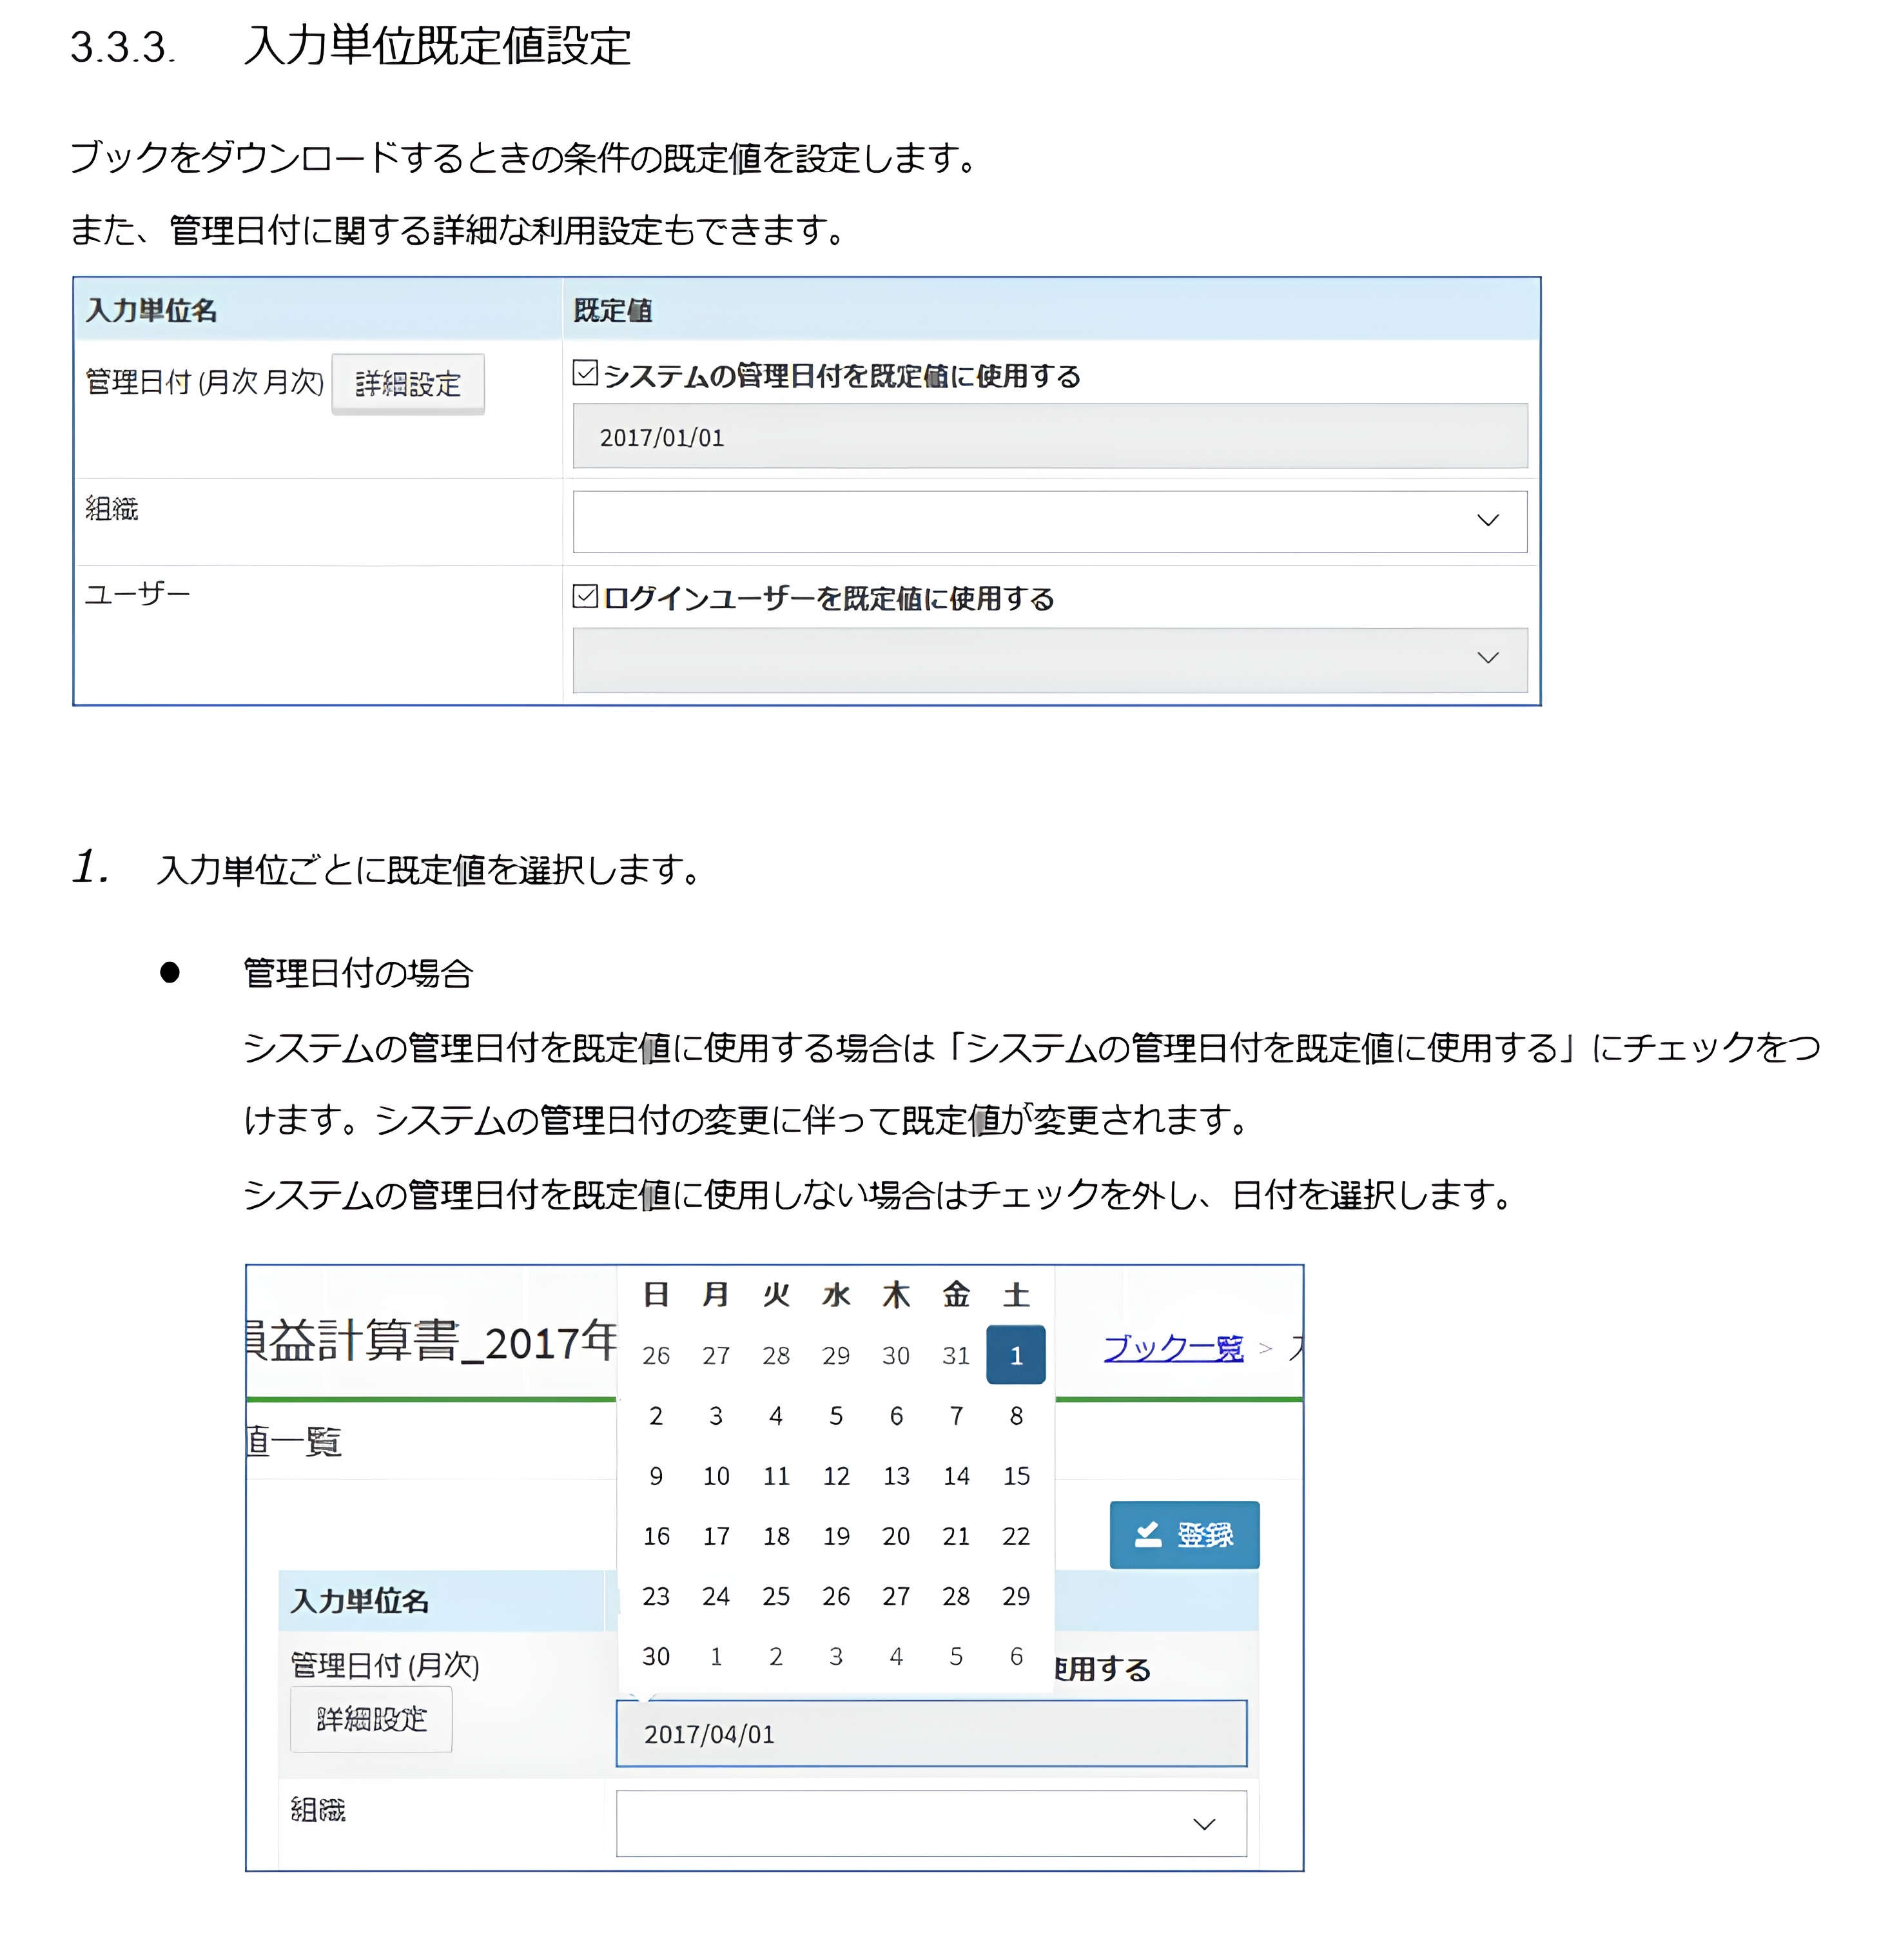 3.3.3. 入力単位既定値設定
ブックをダウンロードするときの条件の既定値を設定します。
また、管理日付に関する詳細な利用設定もできます。
入力単位名 既定値
管理日付 (月次 月次) 詳細設定 システムの管理日付を既定値に使用する
2017/01/01
組織
ユーザー ログインユーザーを既定値に使用する
1. 入力単位ごとに既定値を選択します。
● 管理日付の場合
システムの管理日付を既定値に使用する場合は「システムの管理日付を既定値に使用する」にチェックをつ
けます。システムの管理日付の変更に伴って既定値が変更されます。
システムの管理日付を既定値に使用しない場合はチェックを外し、日付を選択します。
日 月 火 水 木 金 土
損益計算書_2017年 ブック一覧 > 入
26 27 28 29 30 31 1
2 3 4 5 6 7 8
値一覧
9 10 11 12 13 14 15
16 17 18 19 20 21 22
登録
23 24 25 26 27 28 29
入力単位名
30 1 2 3 4 5 6
管理日付 (月次) 使用する
詳細設定
2017/04/01
組織